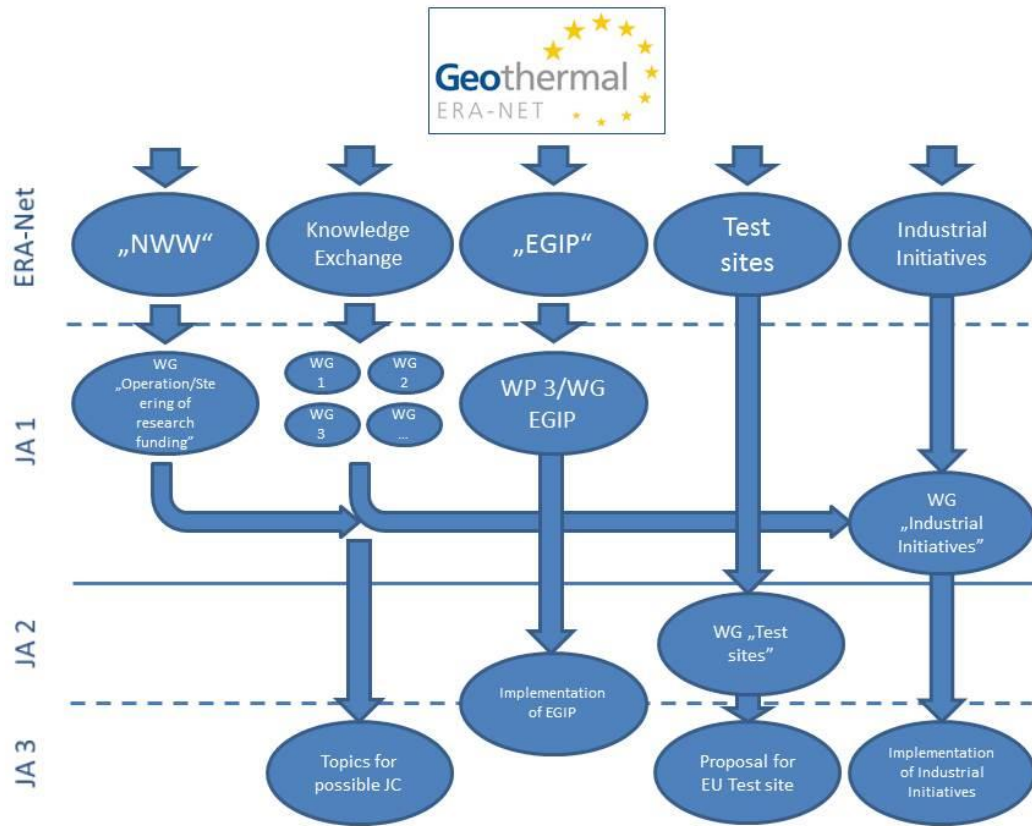 Geothermal
ERA-NET
ERA-Net
„NWW“
Knowledge
Exchange
„EGIP“
Test
sites
Industrial
Initiatives
JA 1
WG
„Operation/Ste
ering of
research
funding”
WG
1
WG
2
WG
3
WG
...
WP 3/WG
EGIP
WG
„Industrial
Initiatives”
JA 2
WG „Test
sites”
Implementation
of EGIP
JA 3
Topics for
possible JC
Proposal for
EU Test site
Implementation
of Industrial
Initiatives